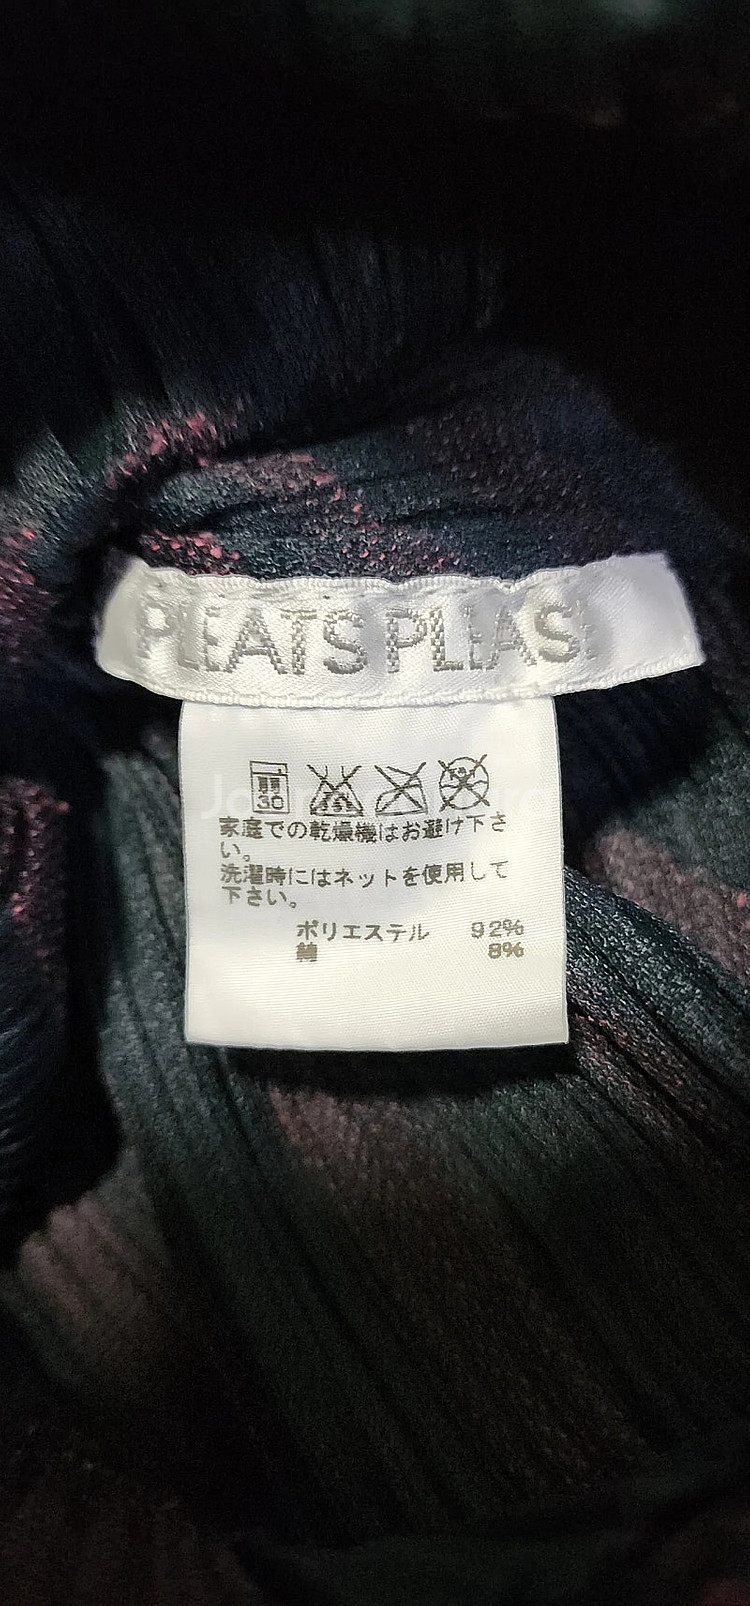 PLEATS PLEASE
弱
30
家庭での乾燥機はお避け下さ
い。
洗濯時にはネットを使用して
下さい。
ポリエステル 92%
綿 8%